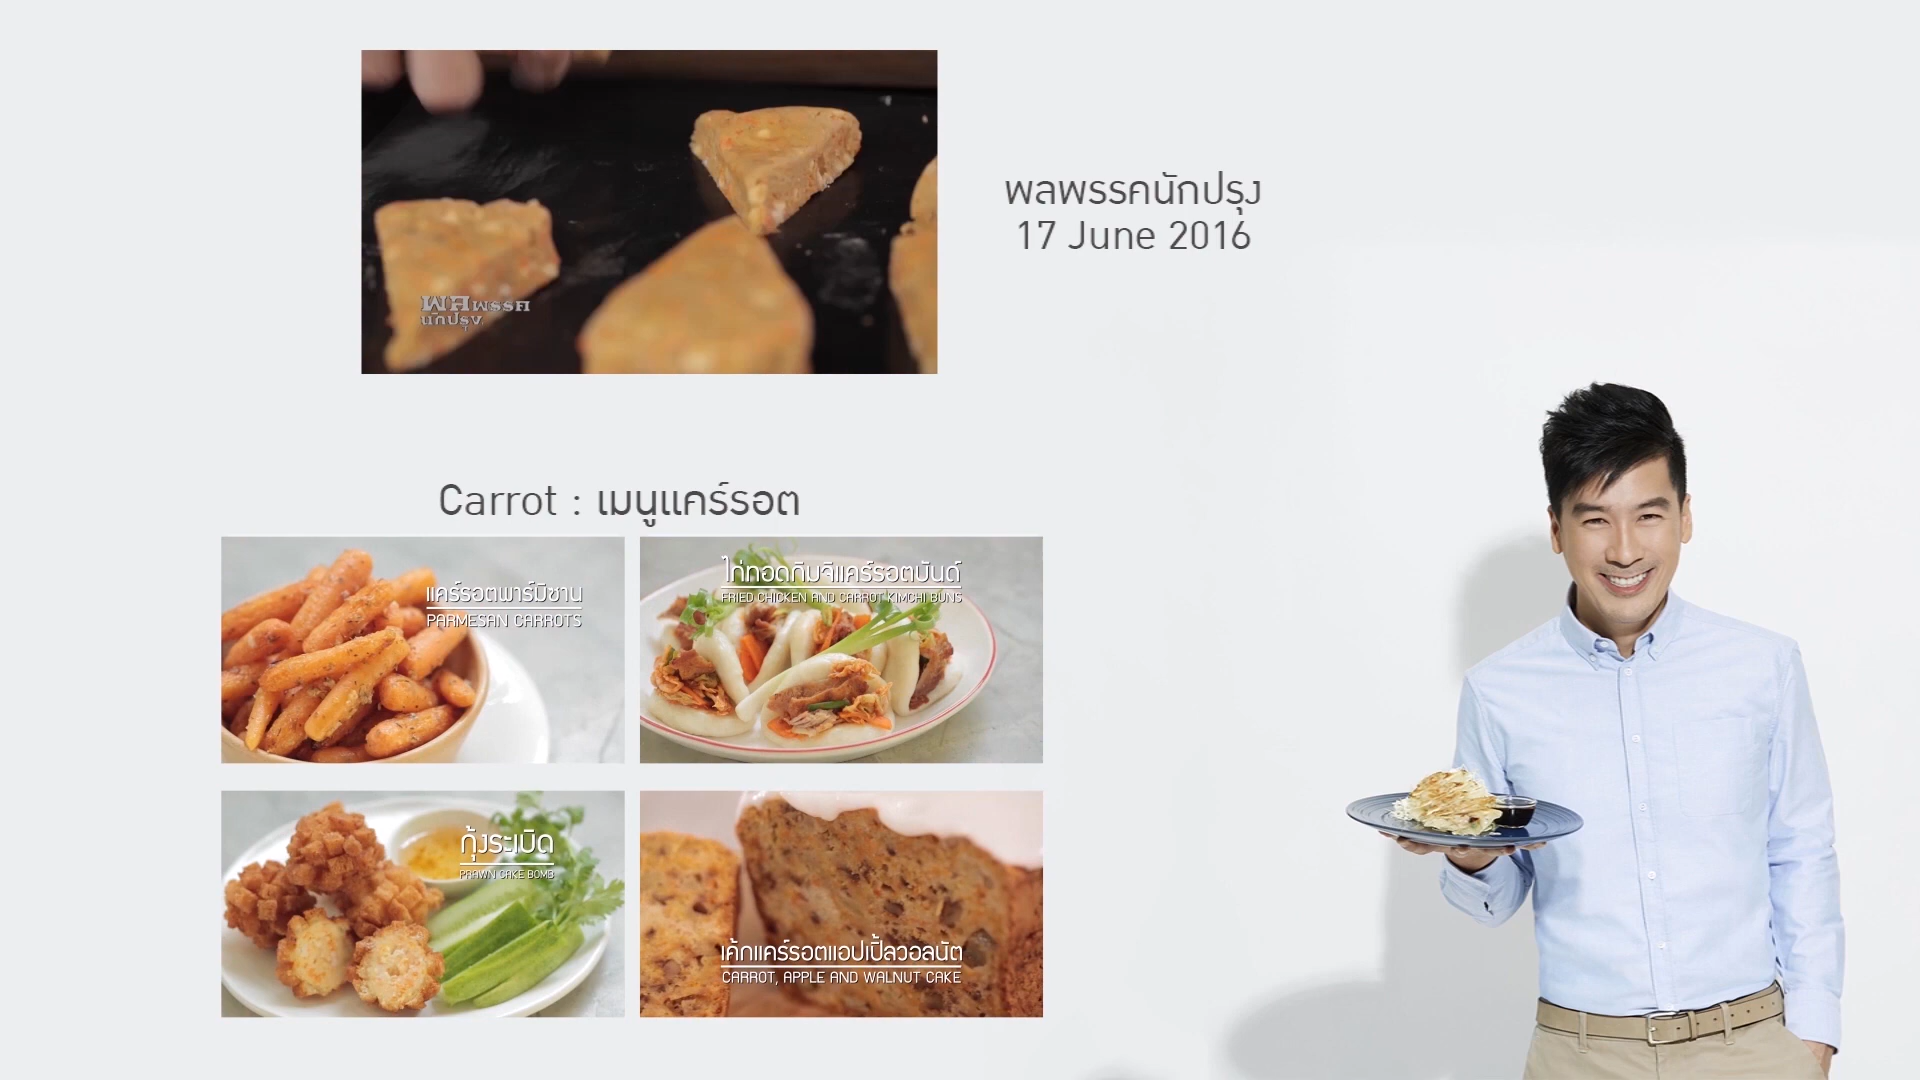 พลพรรค
นักปรุง
พลพรรคนักปรุง
17 June 2016
Carrot : เมนูแคร์รอต
แคร์รอตพาร์มิซาน
PARMESAN CARROTS
ไก่ทอดกิมจิแคร์รอตบันด์
FRIED CHICKEN AND CARROT KIMCHI BUNS
กุ้งระเบิด
PRAWN CAKE BOMB
เค้กแคร์รอตแอปเปิ้ลวอลนัต
CARROT, APPLE AND WALNUT CAKE